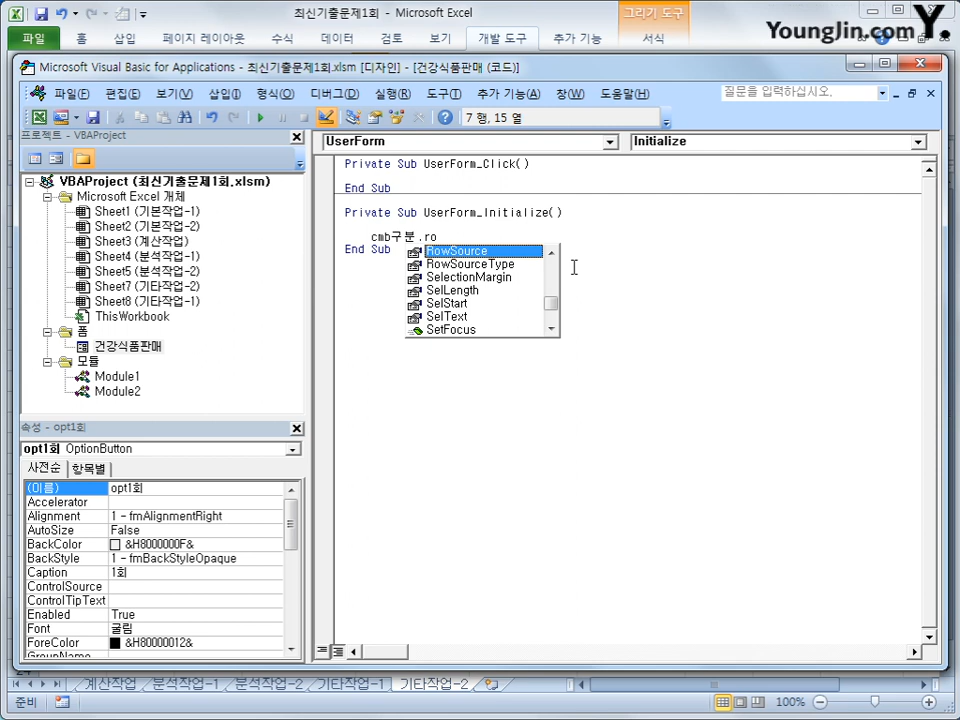 최신기출문제1회 - Microsoft Excel
그리기 도구
Younglin.com Y.
파일 홈 삽입 페이지 레이아웃 수식 데이터 검토 보기 개발 도구 추가 기능 서식
Microsoft Visual Basic for Applications - 최신기출문제1회.xlsm [디자인] - [건강식품판매 (코드)]
파일(F) 편집(E) 보기(V) 삽입(I) 형식(O) 디버그(D) 실행(R) 도구(T) 추가 기능(A) 창(W) 도움말(H) 질문을 입력하십시오.
7 행, 15 열
프로젝트 - VBAProject
UserForm Initialize
VBAProject (최신기출문제1회.xlsm)
Microsoft Excel 개체
Sheet1 (기본작업-1)
Sheet2 (기본작업-2)
Sheet3 (계산작업)
Sheet4 (분석작업-1)
Sheet5 (분석작업-2)
Sheet7 (기타작업-2)
Sheet8 (기타작업-1)
ThisWorkbook
폼
건강식품판매
모듈
Module1
Module2
Private Sub UserForm_Click()
End Sub
Private Sub UserForm_Initialize()
cmb구분.ro
End Sub
RowSource
RowSourceType
SelectionMargin
SelLength
SelStart
SelText
SetFocus
속성 - opt1회
opt1회 OptionButton
사전순 항목별
(이름) opt1회
Accelerator
Alignment 1 - fmAlignmentRight
AutoSize False
BackColor &H8000000F&
BackStyle 1 - fmBackStyleOpaque
Caption 1회
ControlSource
ControlTipText
Enabled True
Font 굴림
ForeColor &H80000012&
GroupName
계산작업 분석작업-1 분석작업-2 기타작업-1 기타작업-2
준비 100%